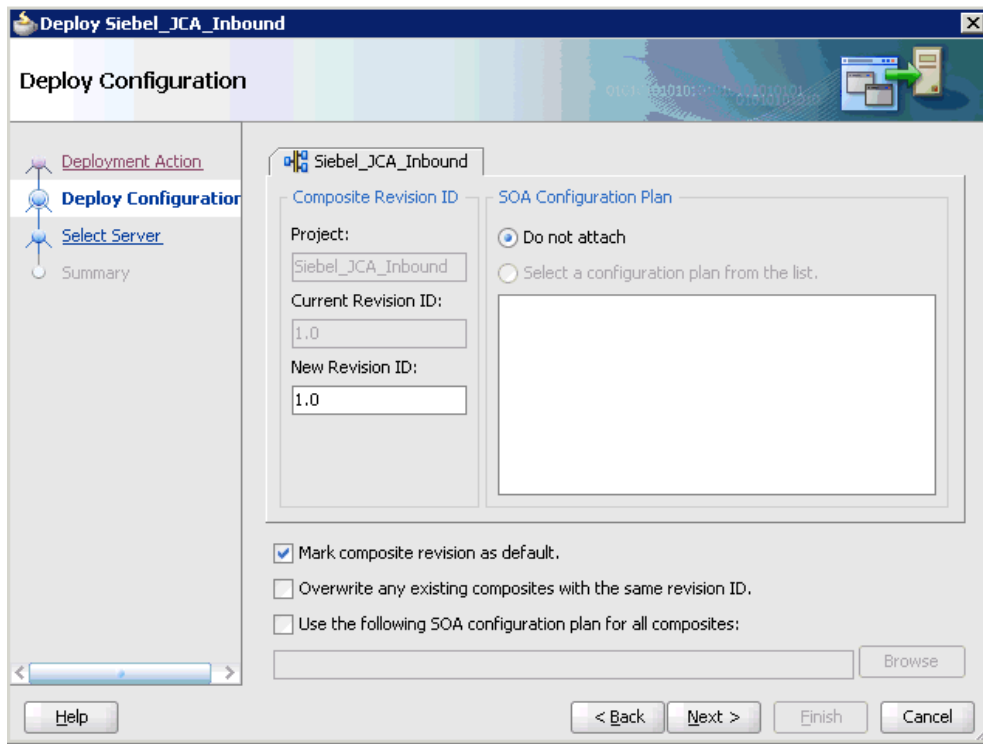 Deploy Siebel_JCA_Inbound
Deploy Configuration
Deployment Action
Deploy Configuration
Select Server
Summary
Siebel_JCA_Inbound
Composite Revision ID
Project:
Siebel_JCA_Inbound
Current Revision ID:
1.0
New Revision ID:
1.0
SOA Configuration Plan
Do not attach
Select a configuration plan from the list.
Mark composite revision as default.
Overwrite any existing composites with the same revision ID.
Use the following SOA configuration plan for all composites:
Browse
Help
< Back
Next >
Finish
Cancel